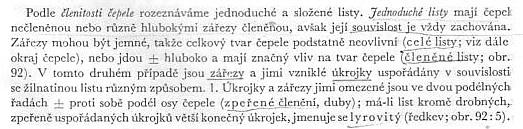 Podle členitosti čepele rozeznáváme jednoduché a složené listy. Jednoduché listy mají čepel
nečleněnou nebo různě hlubokými zářezy členěnou, avšak její souvislost je vždy zachována.
Zářezy mohou být jemné, takže celkový tvar čepele podstatně neovlivní (celé listy; viz dále
okraj čepele), nebo jdou ± hluboko a mají značný vliv na tvar čepele (členěné listy; obr.
92). V tomto druhém případě jsou zářezy a jimi vzniklé úkrojky uspořádány v souvislosti
se žilnatinou listu různým způsobem. 1. Úkrojky a zářezy jimi omezené jsou ve dvou podélných
řadách ± proti sobě podél osy čepele (zpeřené členění, duby); má-li list kromě drobných,
zpeřeně uspořádaných úkrojků větší konečný úkrojek, jmenuje se lyrovitý (ředkev; obr. 92: 5).